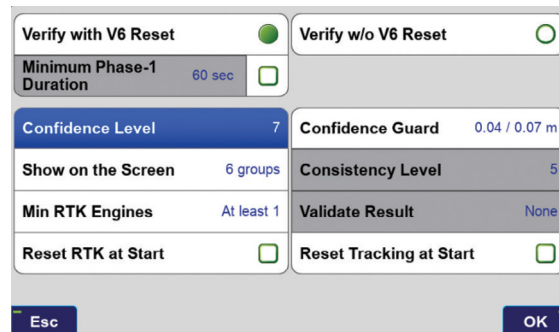 Verify with V6 Reset
Verify w/o V6 Reset
Minimum Phase-1
Duration
60 sec
Confidence Level 7
Confidence Guard 0.04 / 0.07 m
Show on the Screen 6 groups
Consistency Level 5
Min RTK Engines At least 1
Validate Result None
Reset RTK at Start
Reset Tracking at Start
Esc
OK